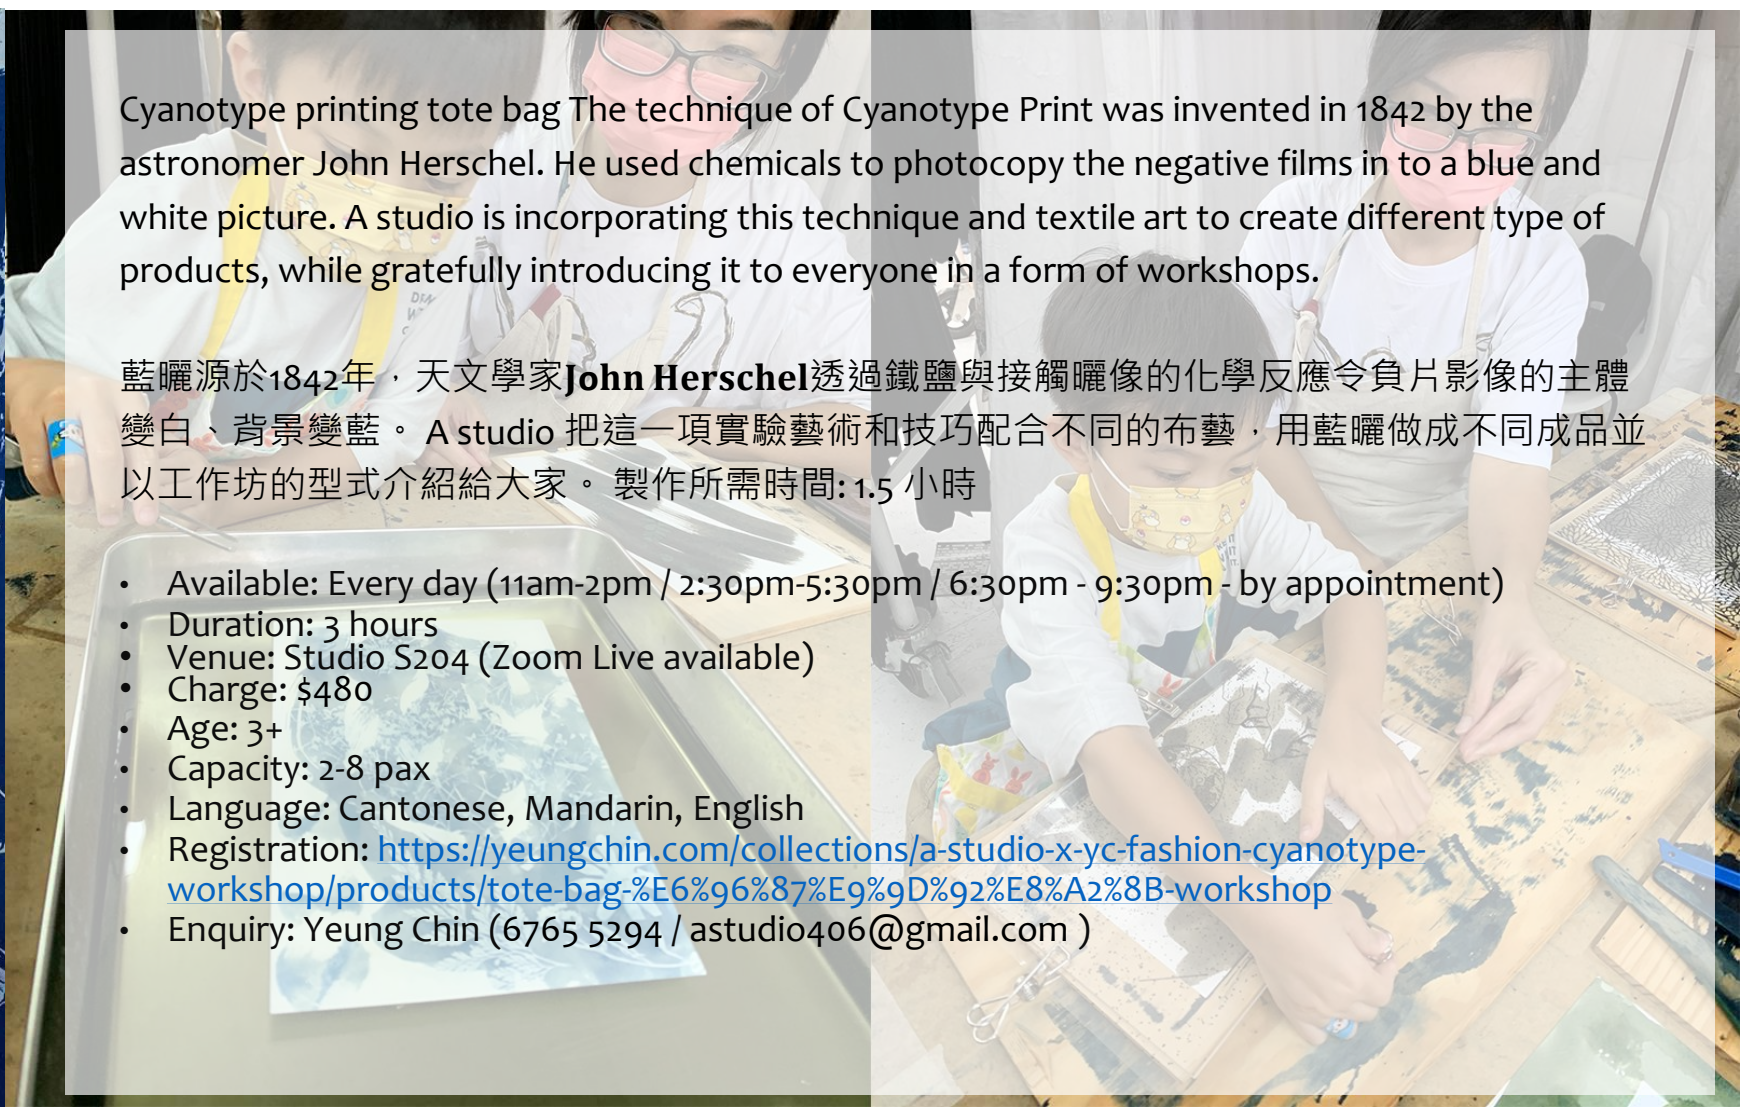 Cyanotype printing tote bag The technique of Cyanotype Print was invented in 1842 by the
astronomer John Herschel. He used chemicals to photocopy the negative films in to a blue and
white picture. A studio is incorporating this technique and textile art to create different type of
products, while gratefully introducing it to everyone in a form of workshops.
藍曬源於1842年，天文學家John Herschel透過鐵鹽與接觸曬像的化學反應令負片影像的主體
變白、背景變藍。 A studio 把這一項實驗藝術和技巧配合不同的布藝，用藍曬做成不同成品並
以工作坊的型式介紹給大家。 製作所需時間: 1.5 小時
• Available: Every day (11am-2pm / 2:30pm-5:30pm / 6:30pm - 9:30pm - by appointment)
• Duration: 3 hours
• Venue: Studio S204 (Zoom Live available)
• Charge: $480
• Age: 3+
• Capacity: 2-8 pax
• Language: Cantonese, Mandarin, English
• Registration: https://yeungchin.com/collections/a-studio-x-yc-fashion-cyanotype-
workshop/products/tote-bag-%E6%96%87%E9%9D%92%E8%A2%8B-workshop
• Enquiry: Yeung Chin (6765 5294 / astudio406@gmail.com )